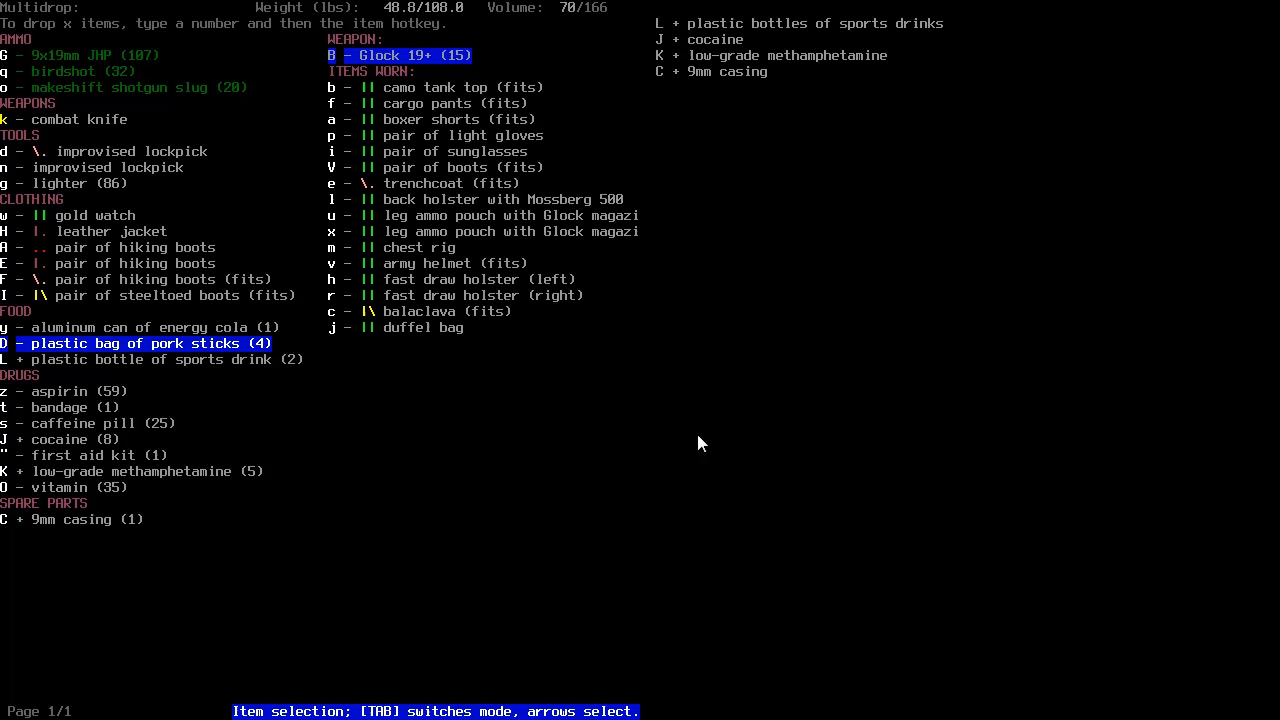 Multidrop: Weight (lbs): 48.8/108.0 Volume: 70/166
To drop x items, type a number and then the item hotkey.
AMMO
G - 9x19mm JHP (107)
q - birdshot (32)
o - makeshift shotgun slug (20)
WEAPONS
k - combat knife
TOOLS
d - \. improvised lockpick
n - improvised lockpick
g - lighter (86)
CLOTHING
w - || gold watch
H - |. leather jacket
A - .. pair of hiking boots
E - |. pair of hiking boots
F - \. pair of hiking boots (fits)
I - |\ pair of steeltoed boots (fits)
FOOD
y - aluminum can of energy cola (1)
D - plastic bag of pork sticks (4)
L + plastic bottle of sports drink (2)
DRUGS
z - aspirin (59)
t - bandage (1)
s - caffeine pill (25)
J + cocaine (8)
" - first aid kit (1)
K + low-grade methamphetamine (5)
O - vitamin (35)
SPARE PARTS
C + 9mm casing (1)
WEAPON:
B - Glock 19+ (15)
ITEMS WORN:
b - || camo tank top (fits)
f - || cargo pants (fits)
a - || boxer shorts (fits)
p - || pair of light gloves
i - || pair of sunglasses
V - || pair of boots (fits)
e - \. trenchcoat (fits)
l - || back holster with Mossberg 500
u - || leg ammo pouch with Glock magazi
x - || leg ammo pouch with Glock magazi
m - || chest rig
v - || army helmet (fits)
h - || fast draw holster (left)
r - || fast draw holster (right)
c - |\ balaclava (fits)
j - || duffel bag
L + plastic bottles of sports drinks
J + cocaine
K + low-grade methamphetamine
C + 9mm casing
Page 1/1
Item selection; [TAB] switches mode, arrows select.